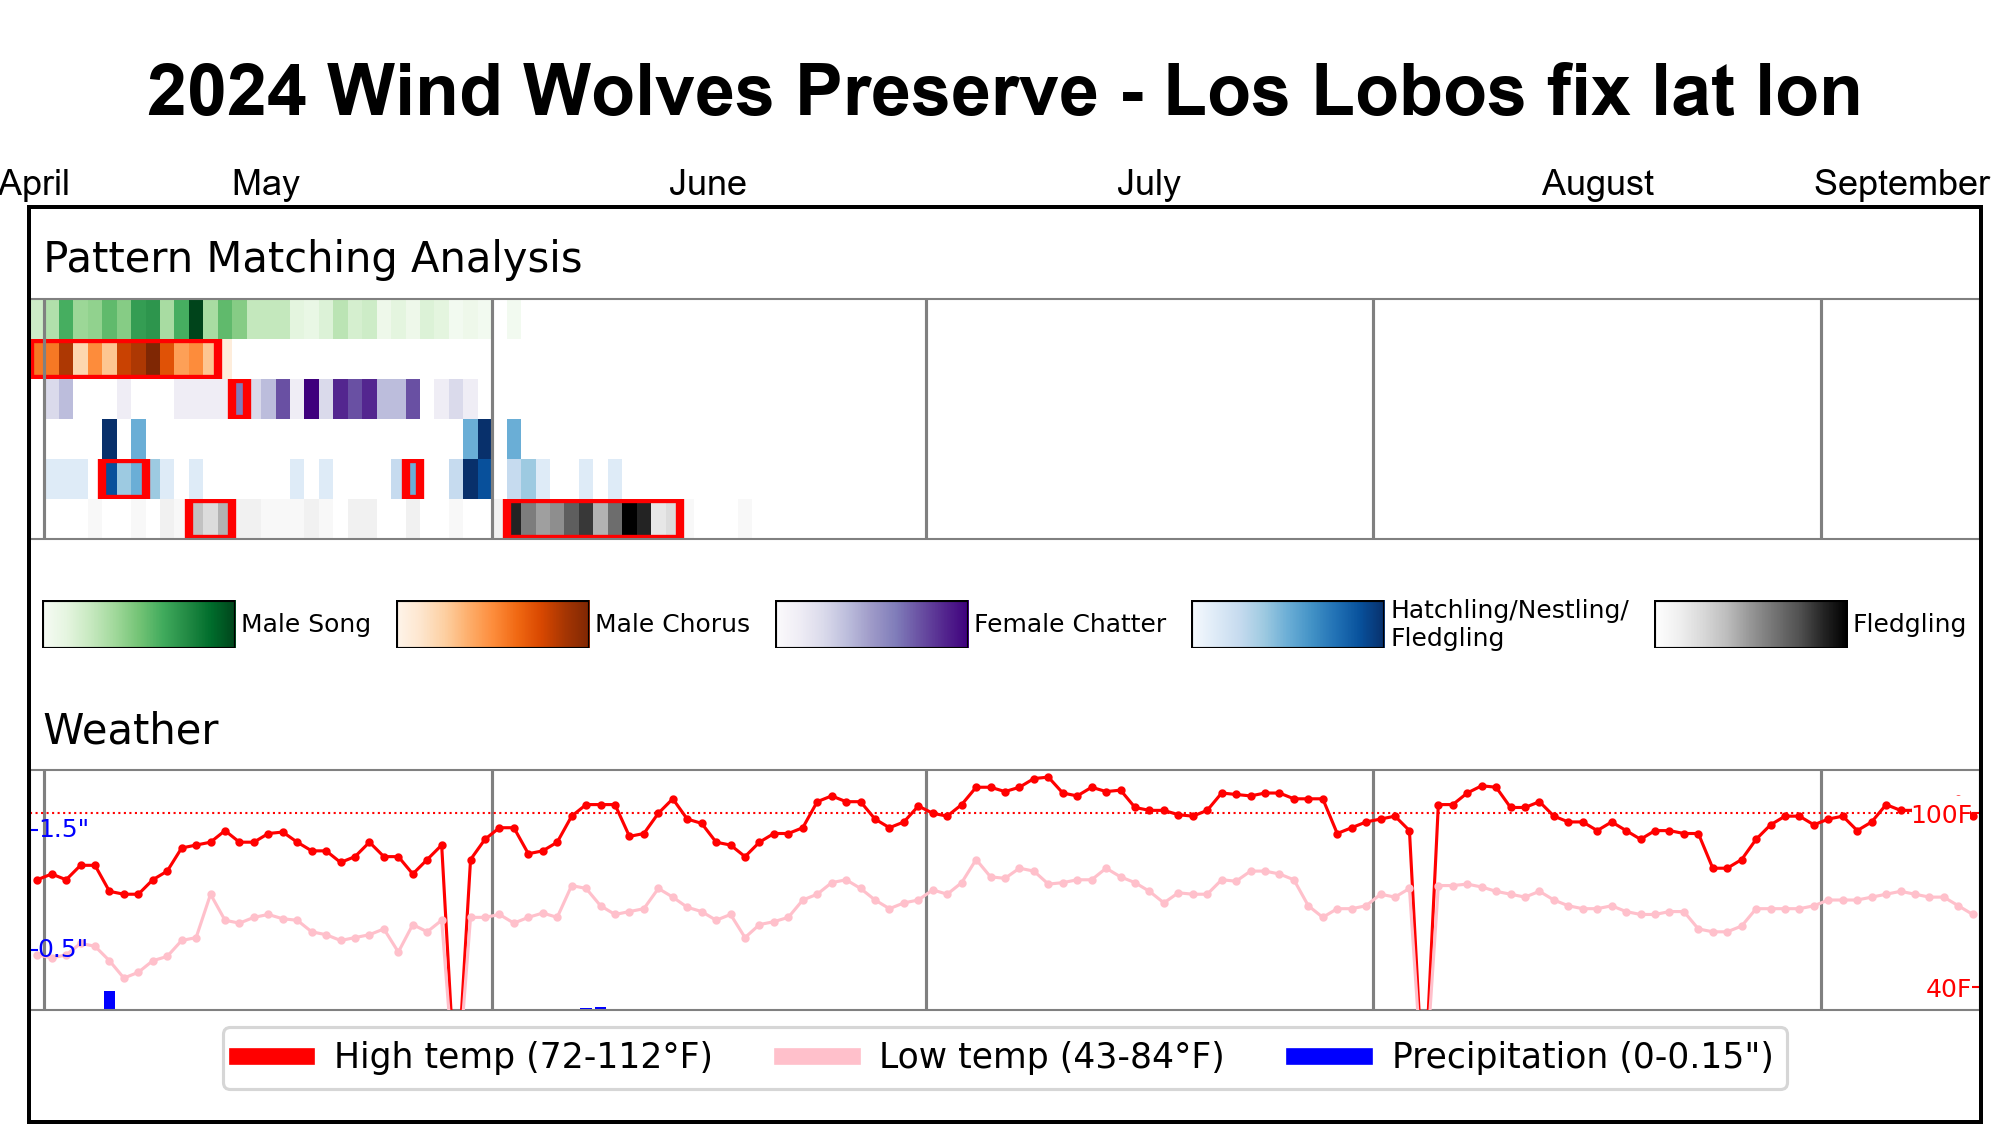 2024 Wind Wolves Preserve - Los Lobos fix lat lon
April May June July August September
Pattern Matching Analysis
Male Song Male Chorus Female Chatter Hatchling/Nestling/
Fledgling Fledgling
Weather
1.5" 100F
0.5" 40F
High temp (72-112°F) Low temp (43-84°F) Precipitation (0-0.15")